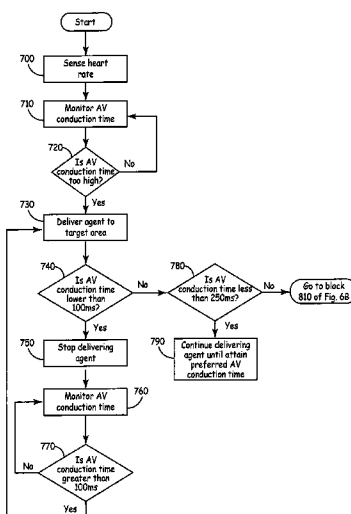 Start
700
Sense heart
rate
710
Monitor AV
conduction time
720
Is AV
conduction time
too high?
No
Yes
730
Deliver agent to
target area
740
Is AV
conduction time
lower than
100ms?
No
Yes
780
Is AV
conduction time less
than 250ms?
No
Go to block
810 of Fig. 6B
Yes
790
Continue delivering
agent until attain
preferred AV
conduction time
750
Stop delivering
agent
760
Monitor AV
conduction time
770
Is AV
conduction time
greater than
100ms
No
Yes